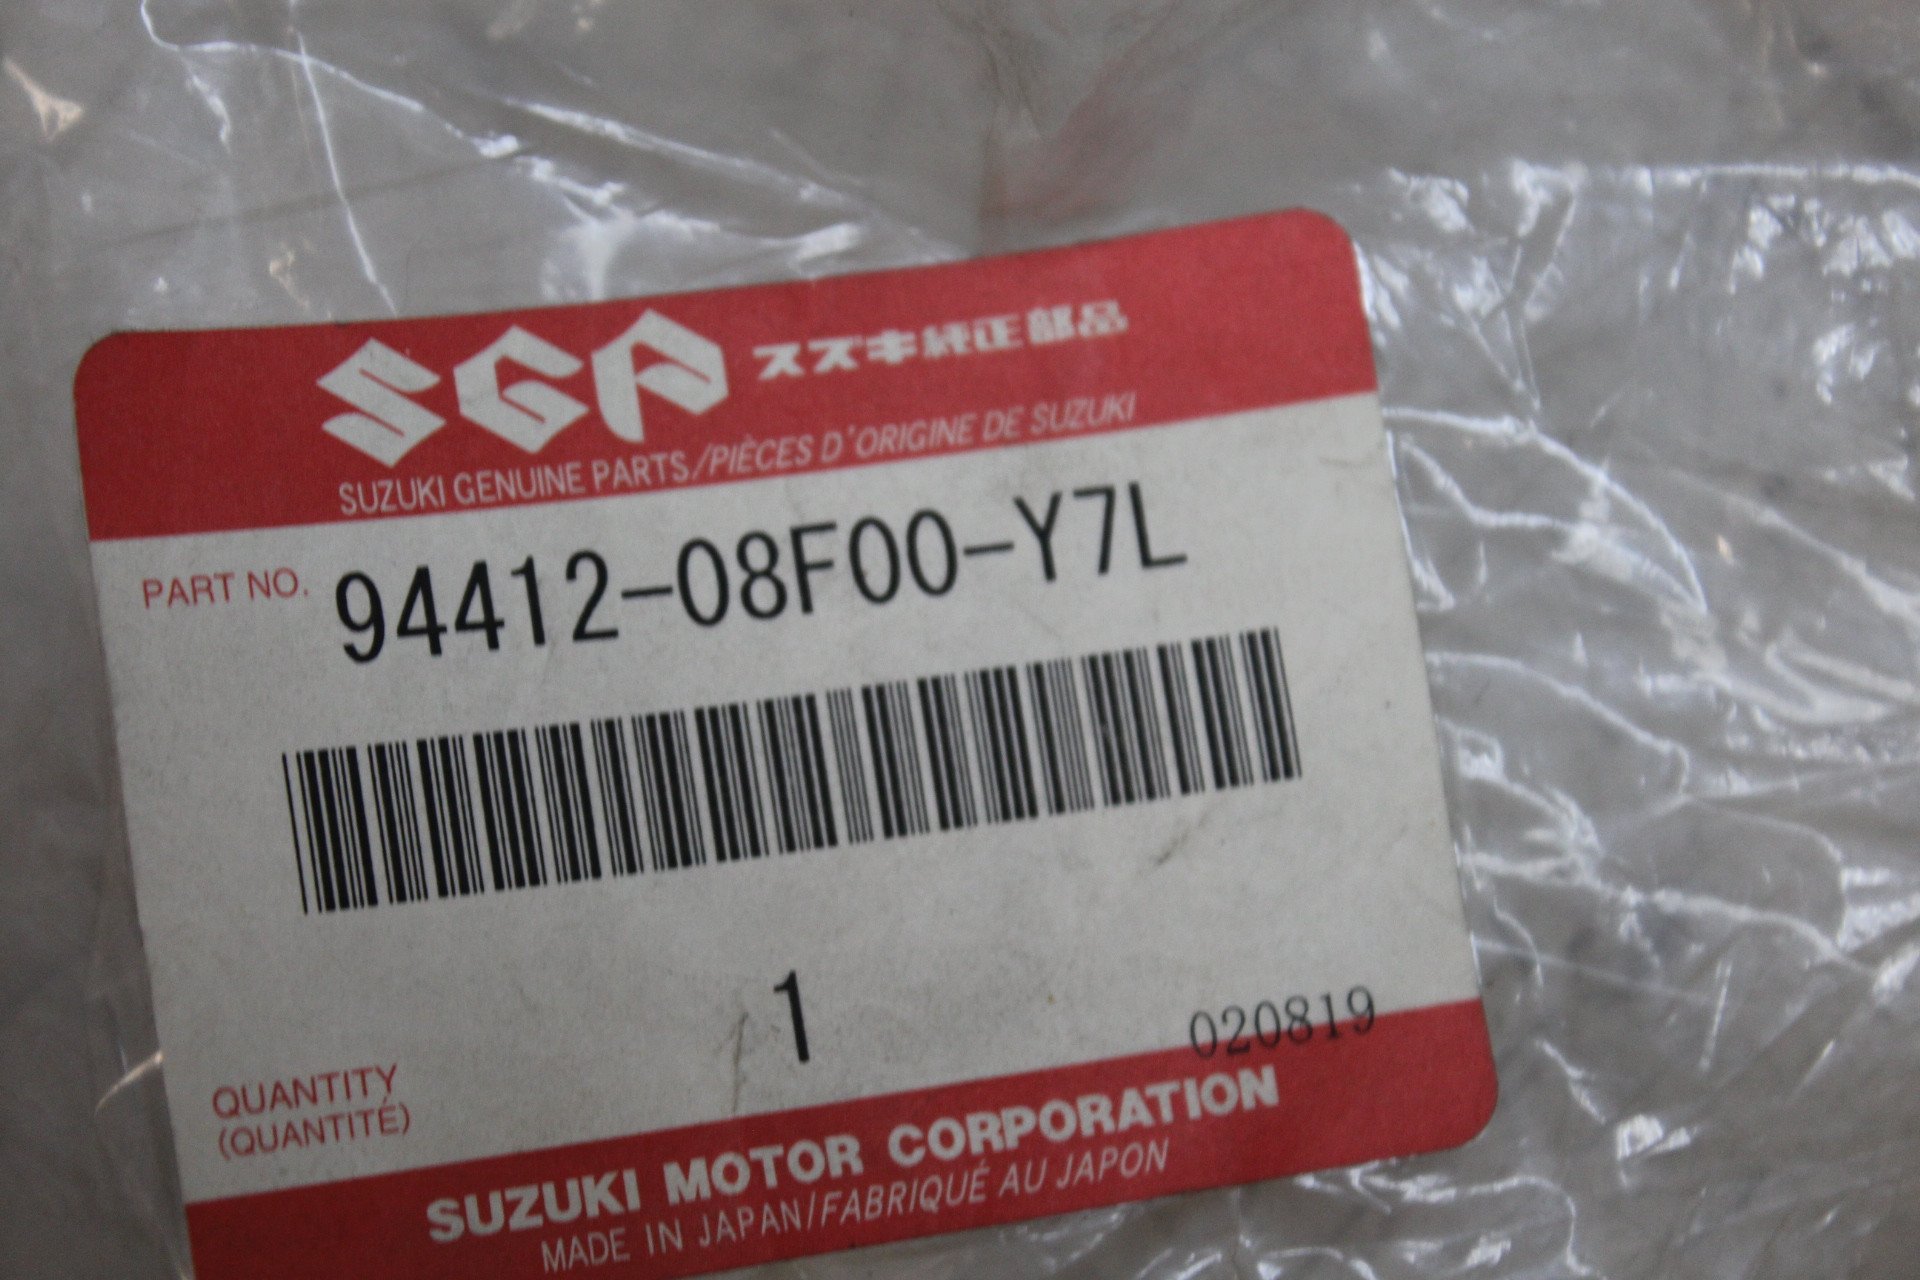 SGP スズキ純正部品
SUZUKI GENUINE PARTS/PIÈCES D'ORIGINE DE SUZUKI
PART NO. 94412-08F00-Y7L
1
020819
QUANTITY
(QUANTITÉ)
SUZUKI MOTOR CORPORATION
MADE IN JAPAN/FABRIQUÉ AU JAPON